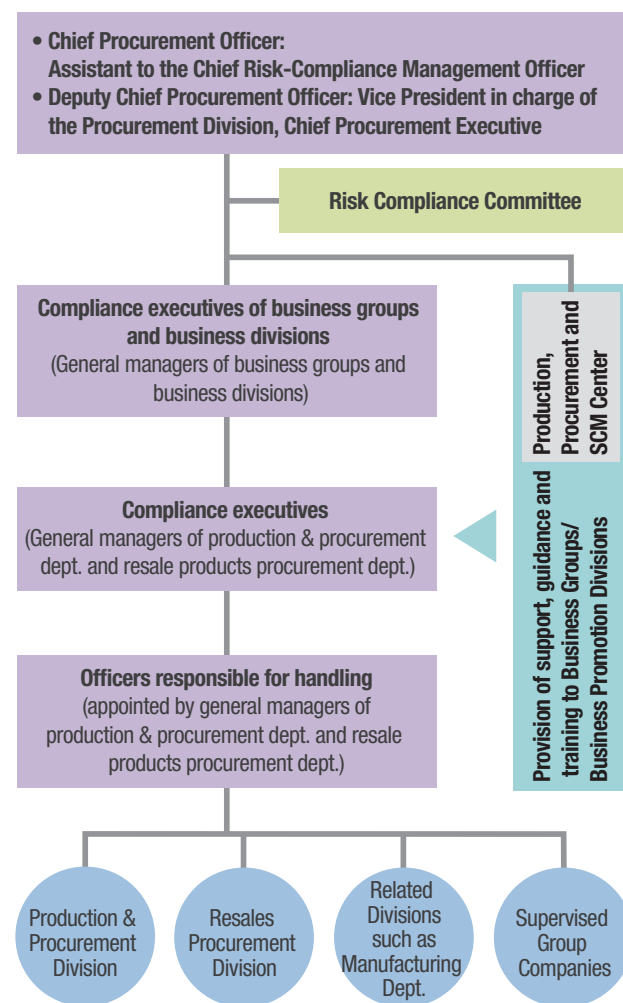 • Chief Procurement Officer:
Assistant to the Chief Risk-Compliance Management Officer
• Deputy Chief Procurement Officer: Vice President in charge of
the Procurement Division, Chief Procurement Executive
Risk Compliance Committee
Compliance executives of business groups
and business divisions
(General managers of business groups and
business divisions)
Production,
Procurement and
SCM Center
Compliance executives
(General managers of production & procurement
dept. and resale products procurement dept.)
Provision of support, guidance and
training to Business Groups/
Business Promotion Divisions
Officers responsible for handling
(appointed by general managers of
production & procurement dept. and resale
products procurement dept.)
Production &
Procurement
Division
Resales
Procurement
Division
Related
Divisions
such as
Manufacturing
Dept.
Supervised
Group
Companies